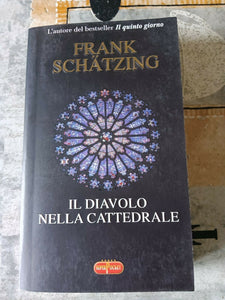 L'autore del bestseller Il quinto giorno
FRANK
SCHÄTZING
IL DIAVOLO
NELLA CATTEDRALE